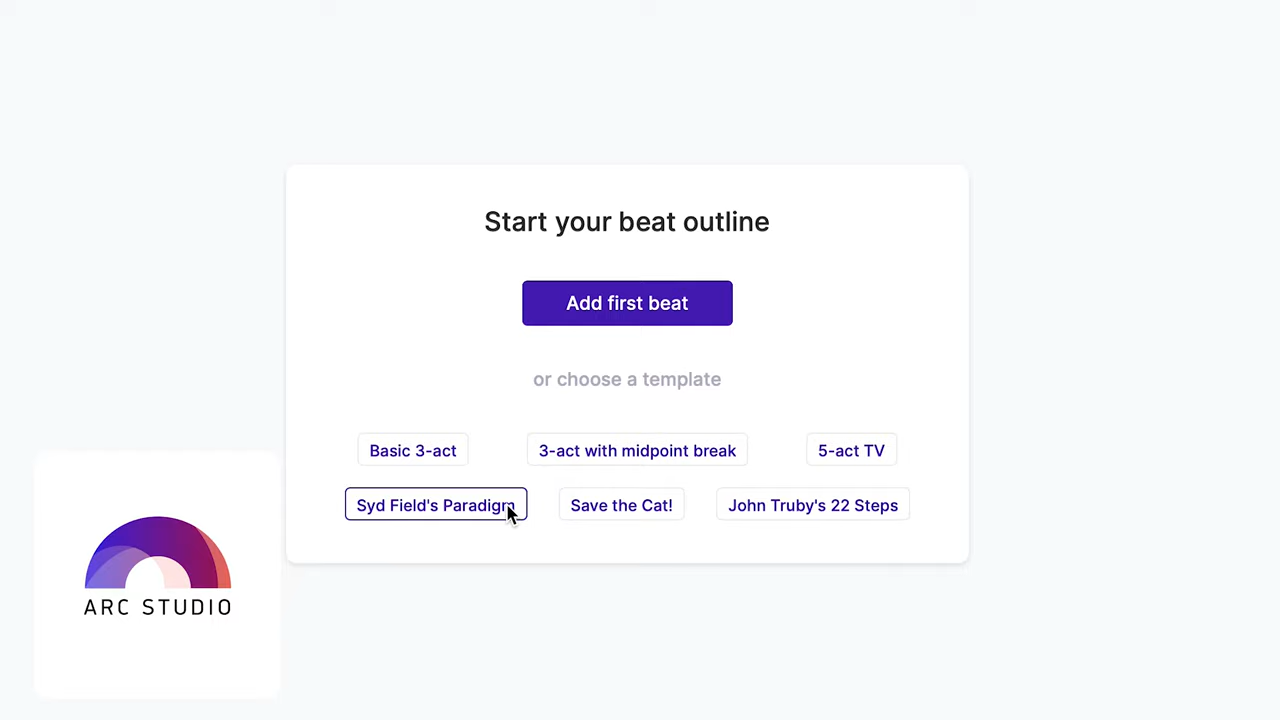 Start your beat outline
Add first beat
or choose a template
Basic 3-act
3-act with midpoint break
5-act TV
Syd Field's Paradigm
Save the Cat!
John Truby's 22 Steps
ARC STUDIO